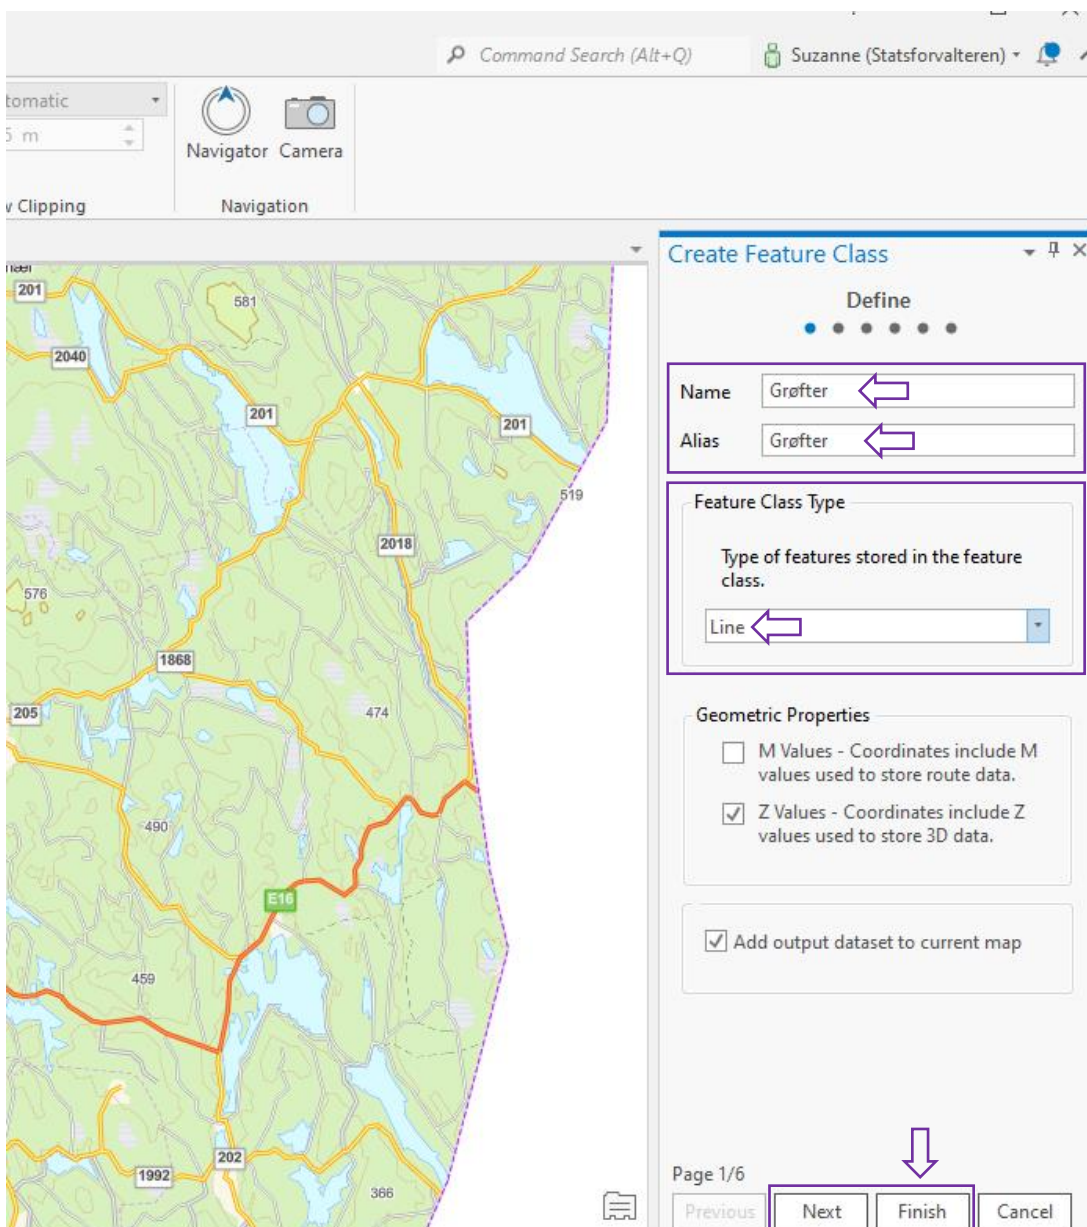 Command Search (Alt+Q)
Suzanne (Statsforvalteren)
tomatic
m
Navigator Camera
Clipping
Navigation
Create Feature Class
Define
201
581
2040
201
201
519
2018
576
1868
205
474
490
E16
459
202
1992
366
Name Grøfter
Alias Grøfter
Feature Class Type
Type of features stored in the feature
class.
Line
Geometric Properties
M Values - Coordinates include M
values used to store route data.
Z Values - Coordinates include Z
values used to store 3D data.
Add output dataset to current map
Page 1/6
Previous Next Finish Cancel